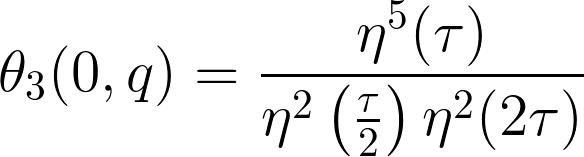 θ₃(0, q) = η⁵(τ) / η²(τ/2) η²(2τ)